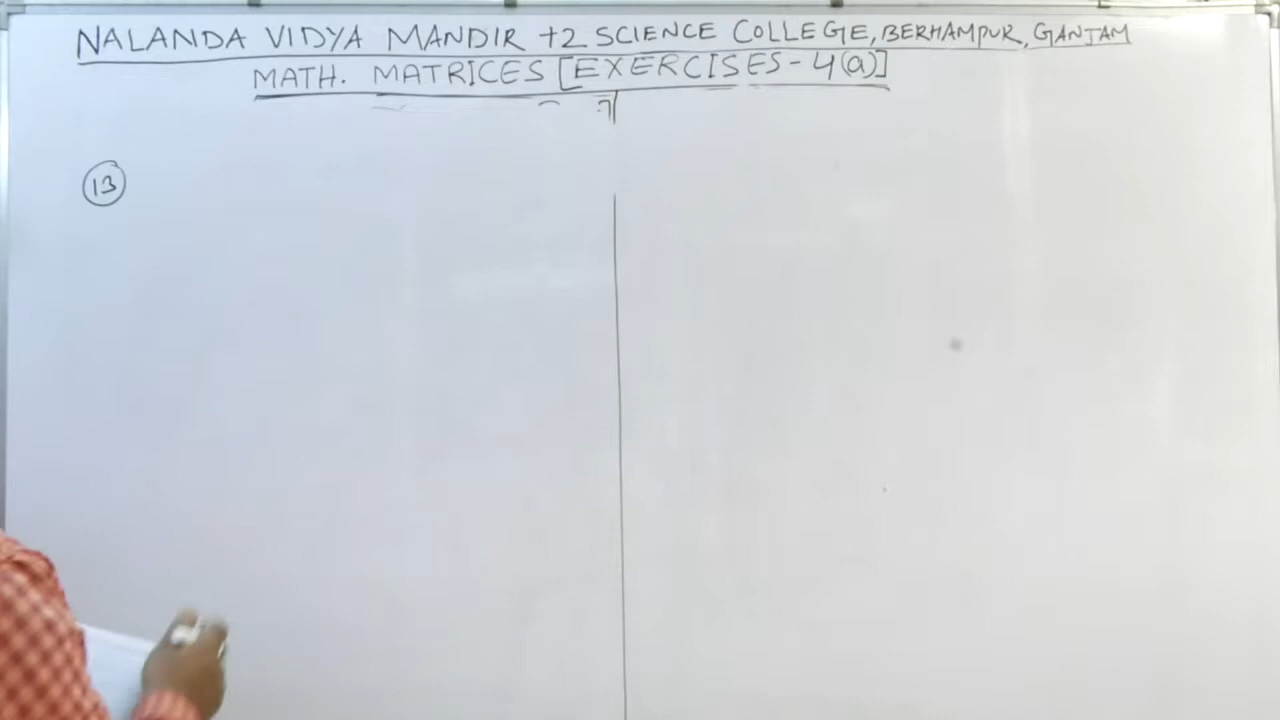 NALANDA VIDYA MANDIR +2 SCIENCE COLLEGE, BERHAMPUR, GANJAM
MATH. MATRICES [EXERCISES - 4(a)]
13